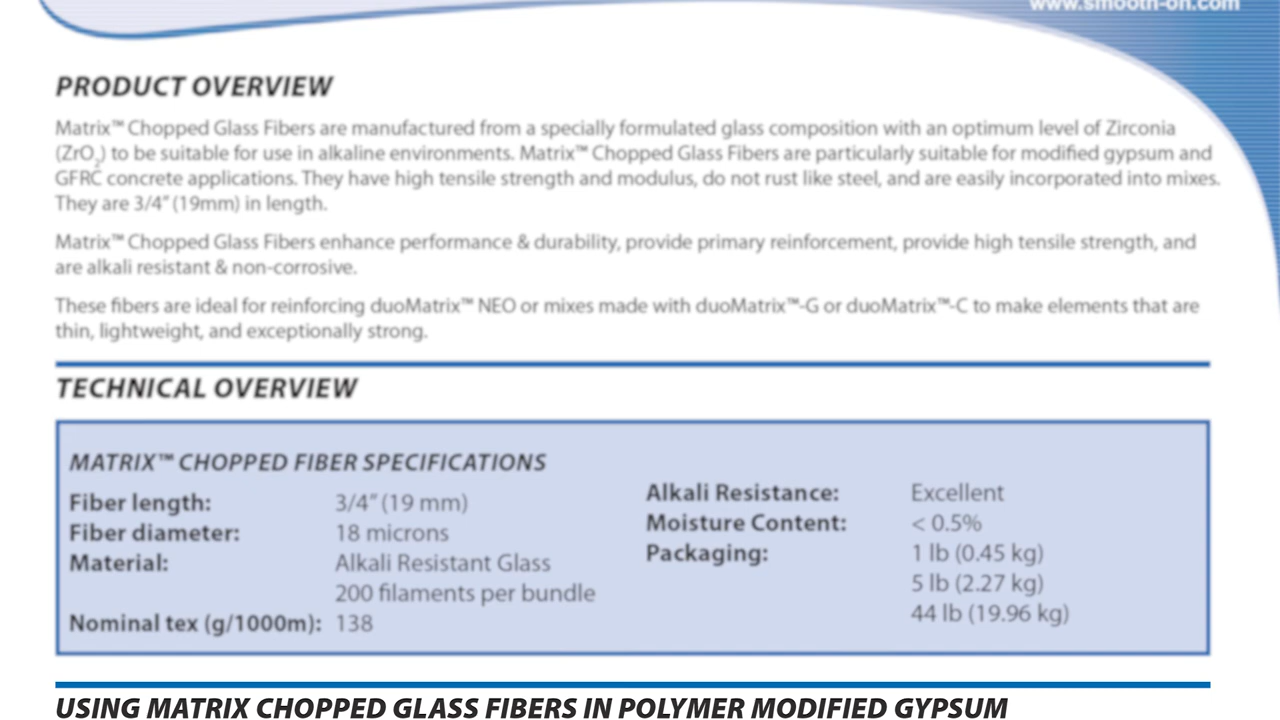 www.smooth-on.com
PRODUCT OVERVIEW
Matrix™ Chopped Glass Fibers are manufactured from a specially formulated glass composition with an optimum level of Zirconia
(ZrO₂) to be suitable for use in alkaline environments. Matrix™ Chopped Glass Fibers are particularly suitable for modified gypsum and
GFRC concrete applications. They have high tensile strength and modulus, do not rust like steel, and are easily incorporated into mixes.
They are 3/4” (19mm) in length.
Matrix™ Chopped Glass Fibers enhance performance & durability, provide primary reinforcement, provide high tensile strength, and
are alkali resistant & non-corrosive.
These fibers are ideal for reinforcing duoMatrix™ NEO or mixes made with duoMatrix™-G or duoMatrix™-C to make elements that are
thin, lightweight, and exceptionally strong.
TECHNICAL OVERVIEW
MATRIX™ CHOPPED FIBER SPECIFICATIONS
Fiber length: 3/4” (19 mm)
Fiber diameter: 18 microns
Material: Alkali Resistant Glass
200 filaments per bundle
Nominal tex (g/1000m): 138
Alkali Resistance: Excellent
Moisture Content: < 0.5%
Packaging: 1 lb (0.45 kg)
5 lb (2.27 kg)
44 lb (19.96 kg)
USING MATRIX CHOPPED GLASS FIBERS IN POLYMER MODIFIED GYPSUM